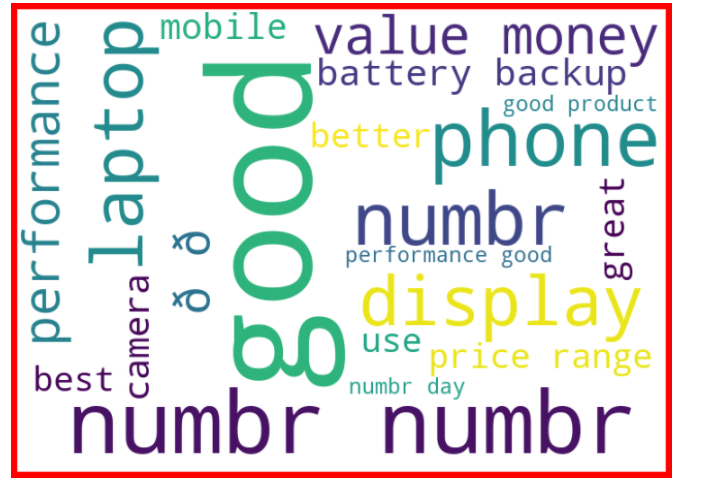 mobile
value money
battery backup
good product
performance
laptop
good
better
phone
ð ð
numbr
great
performance good
camera
display
use
price range
best
numbr day
numbr numbr